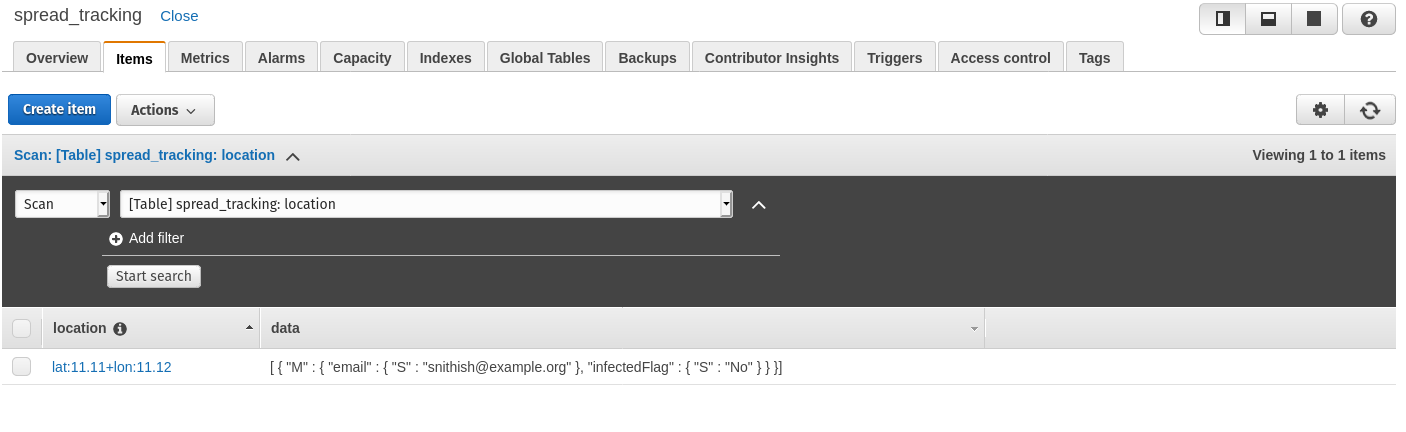 spread_tracking Close
Overview Items Metrics Alarms Capacity Indexes Global Tables Backups Contributor Insights Triggers Access control Tags
Create item Actions
Scan: [Table] spread_tracking: location Viewing 1 to 1 items
Scan [Table] spread_tracking: location
Add filter
Start search
location data
lat:11.11+lon:11.12 [ { "M" : { "email" : { "S" : "snithish@example.org" }, "infectedFlag" : { "S" : "No" } } }]